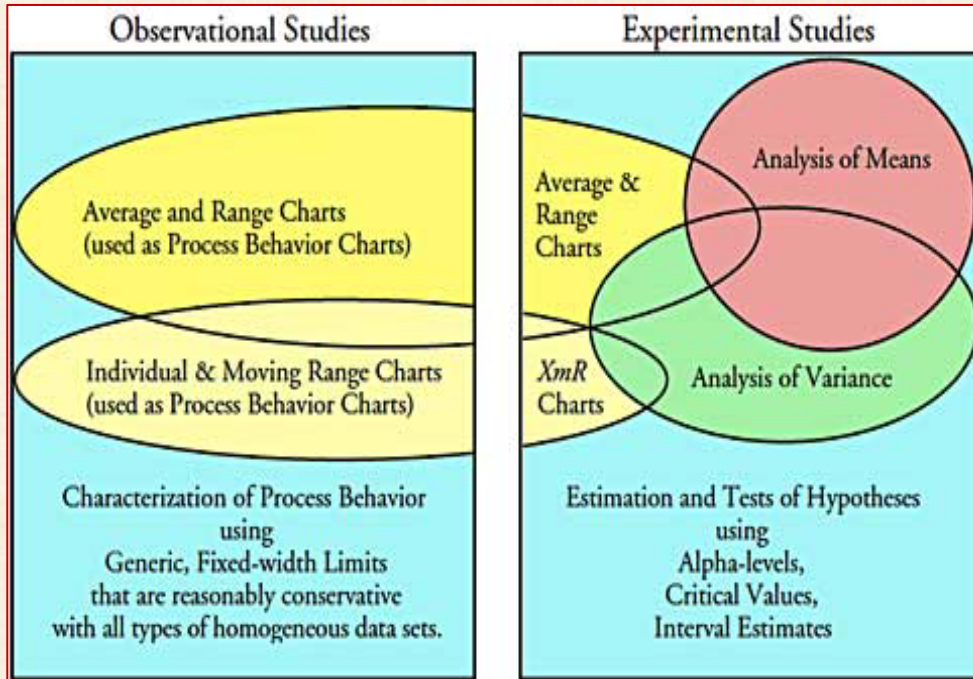 Observational Studies
Average and Range Charts
(used as Process Behavior Charts)
Individual & Moving Range Charts
(used as Process Behavior Charts)
Characterization of Process Behavior
using
Generic, Fixed-width Limits
that are reasonably conservative
with all types of homogeneous data sets.
Experimental Studies
Analysis of Means
Average &
Range
Charts
XmR
Charts
Analysis of Variance
Estimation and Tests of Hypotheses
using
Alpha-levels,
Critical Values,
Interval Estimates